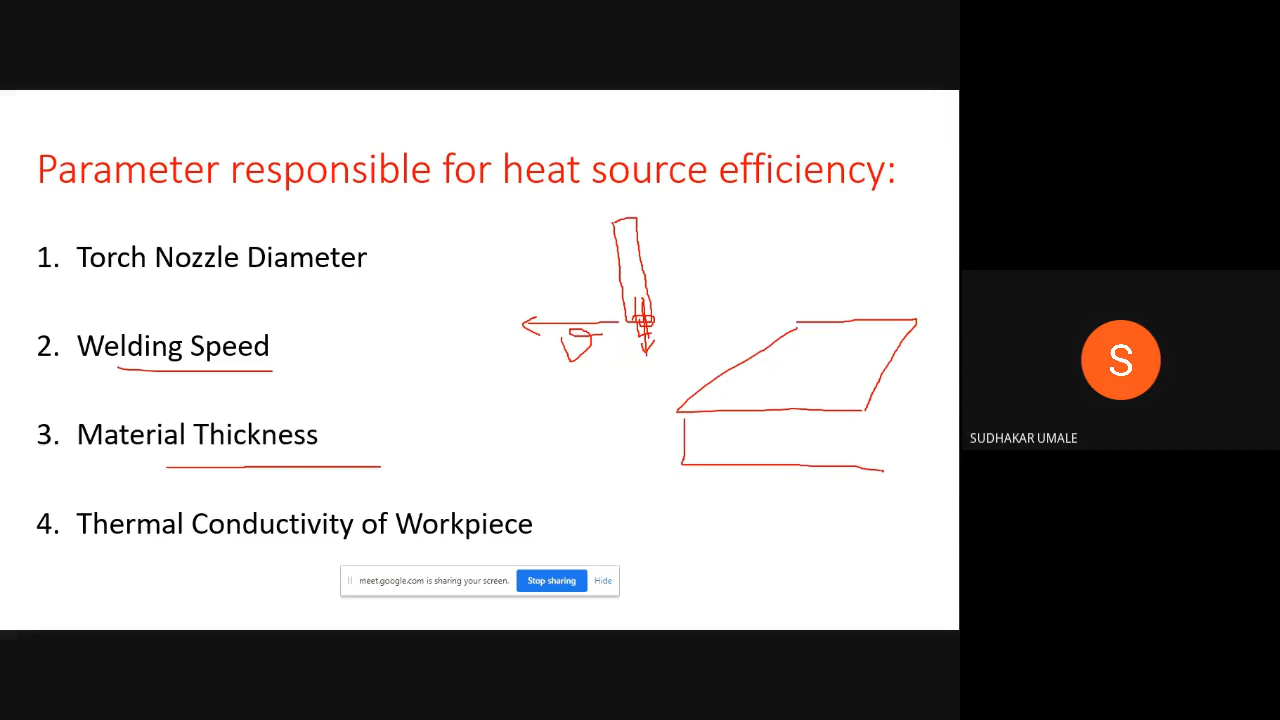 Parameter responsible for heat source efficiency:
1. Torch Nozzle Diameter
2. Welding Speed
3. Material Thickness
4. Thermal Conductivity of Workpiece
meet.google.com is sharing your screen. Stop sharing Hide
S
SUDHAKAR UMALE